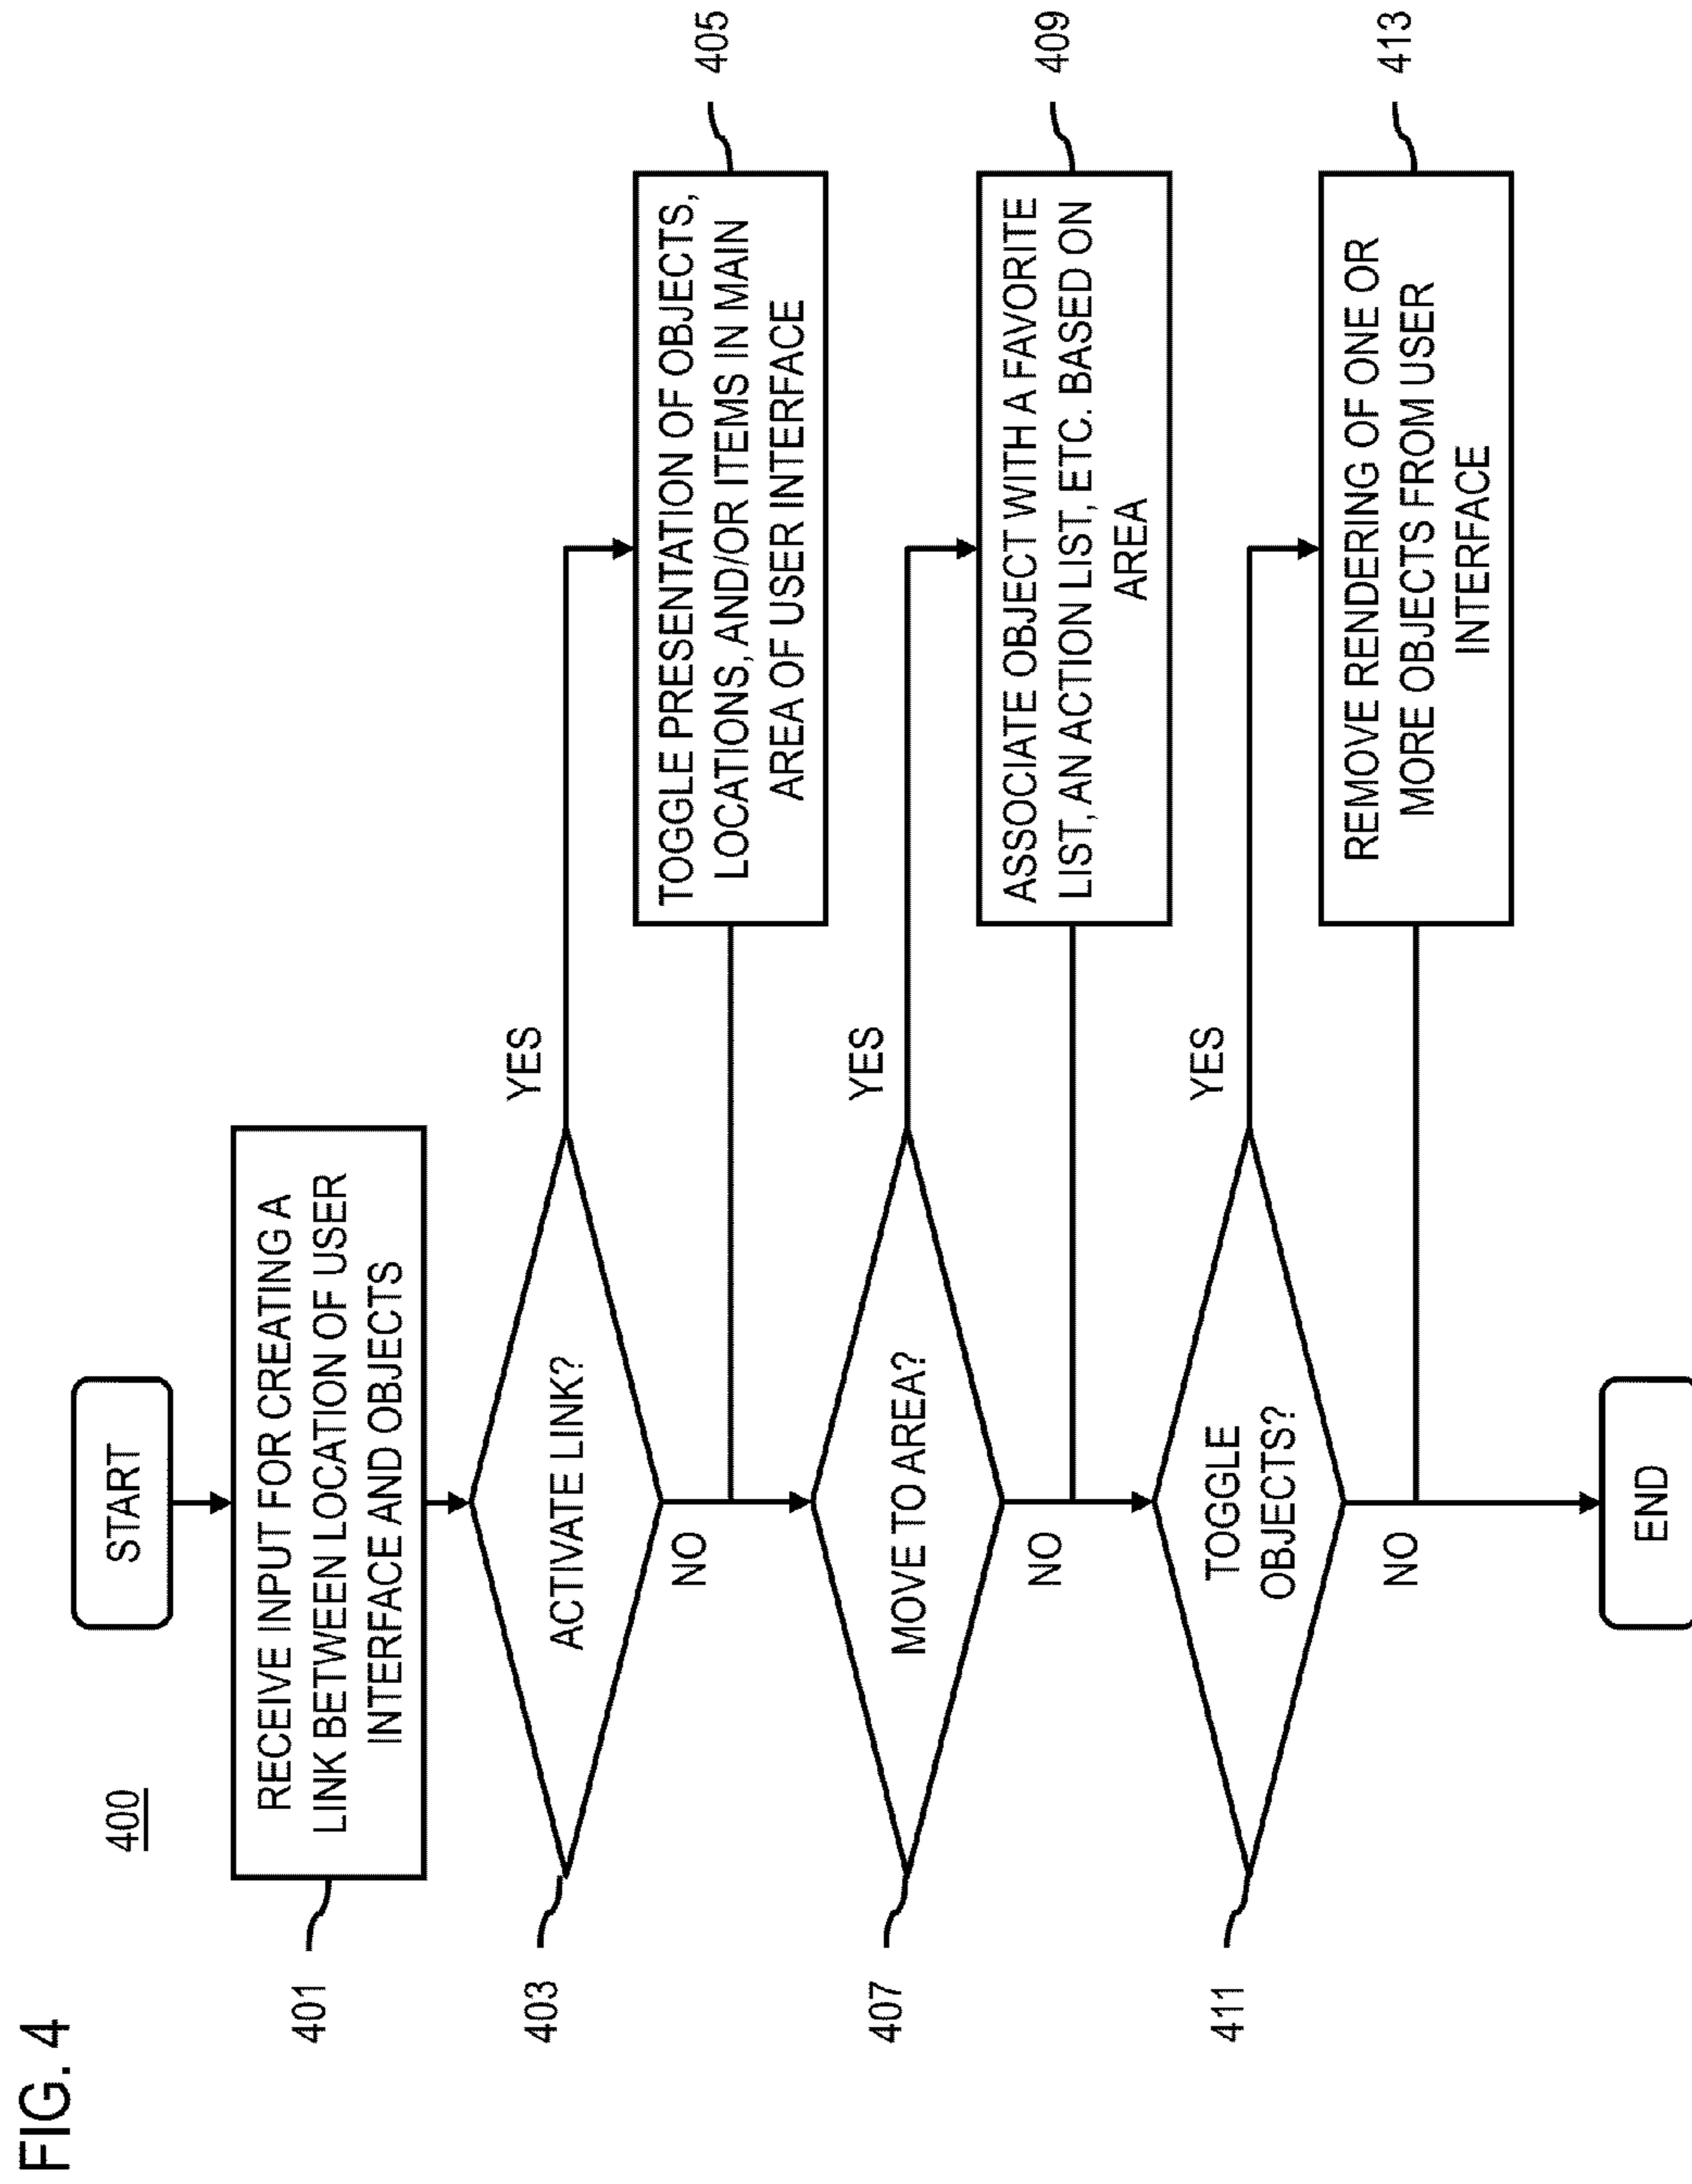 FIG. 4
400
START
RECEIVE INPUT FOR CREATING A
LINK BETWEEN LOCATION OF USER
INTERFACE AND OBJECTS
401
ACTIVATE LINK?
403
YES
NO
TOGGLE PRESENTATION OF OBJECTS,
LOCATIONS, AND/OR ITEMS IN MAIN
AREA OF USER INTERFACE
405
MOVE TO AREA?
407
YES
NO
ASSOCIATE OBJECT WITH A FAVORITE
LIST, AN ACTION LIST, ETC. BASED ON
AREA
409
TOGGLE
OBJECTS?
411
YES
NO
REMOVE RENDERING OF ONE OR
MORE OBJECTS FROM USER
INTERFACE
413
END